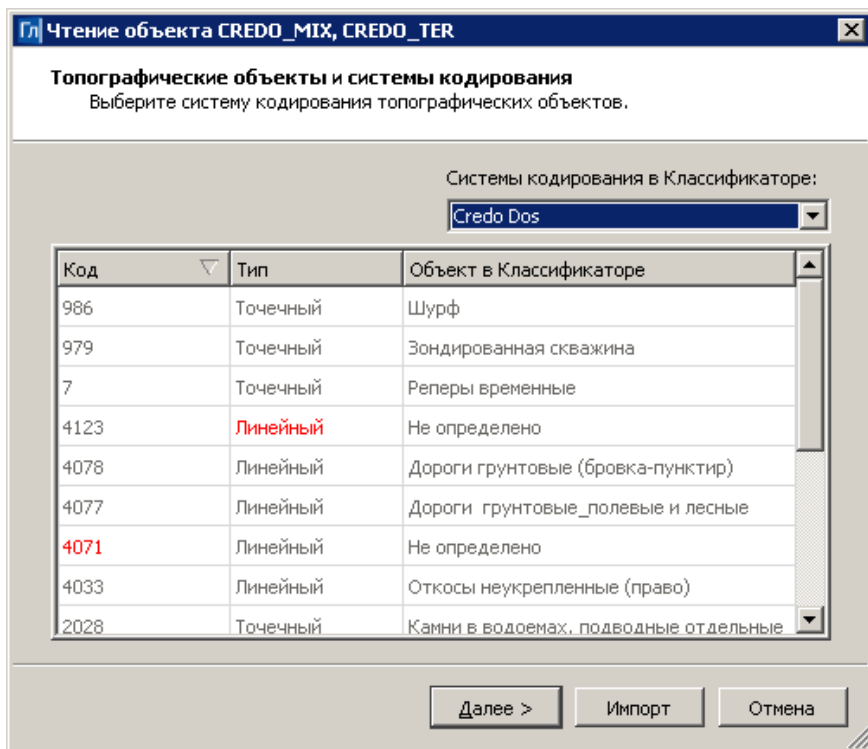 Гл Чтение объекта CREDO_MIX, CREDO_TER
Топографические объекты и системы кодирования
Выберите систему кодирования топографических объектов.
Системы кодирования в Классификаторе:
Credo Dos
Код Тип Объект в Классификаторе
986 Точечный Шурф
979 Точечный Зондированная скважина
7 Точечный Реперы временные
4123 Линейный Не определено
4078 Линейный Дороги грунтовые (бровка-пунктир)
4077 Линейный Дороги грунтовые_полевые и лесные
4071 Линейный Не определено
4033 Линейный Откосы неукрепленные (право)
2028 Точечный Камни в водоемах, подводные отдельные
Далее > Импорт Отмена